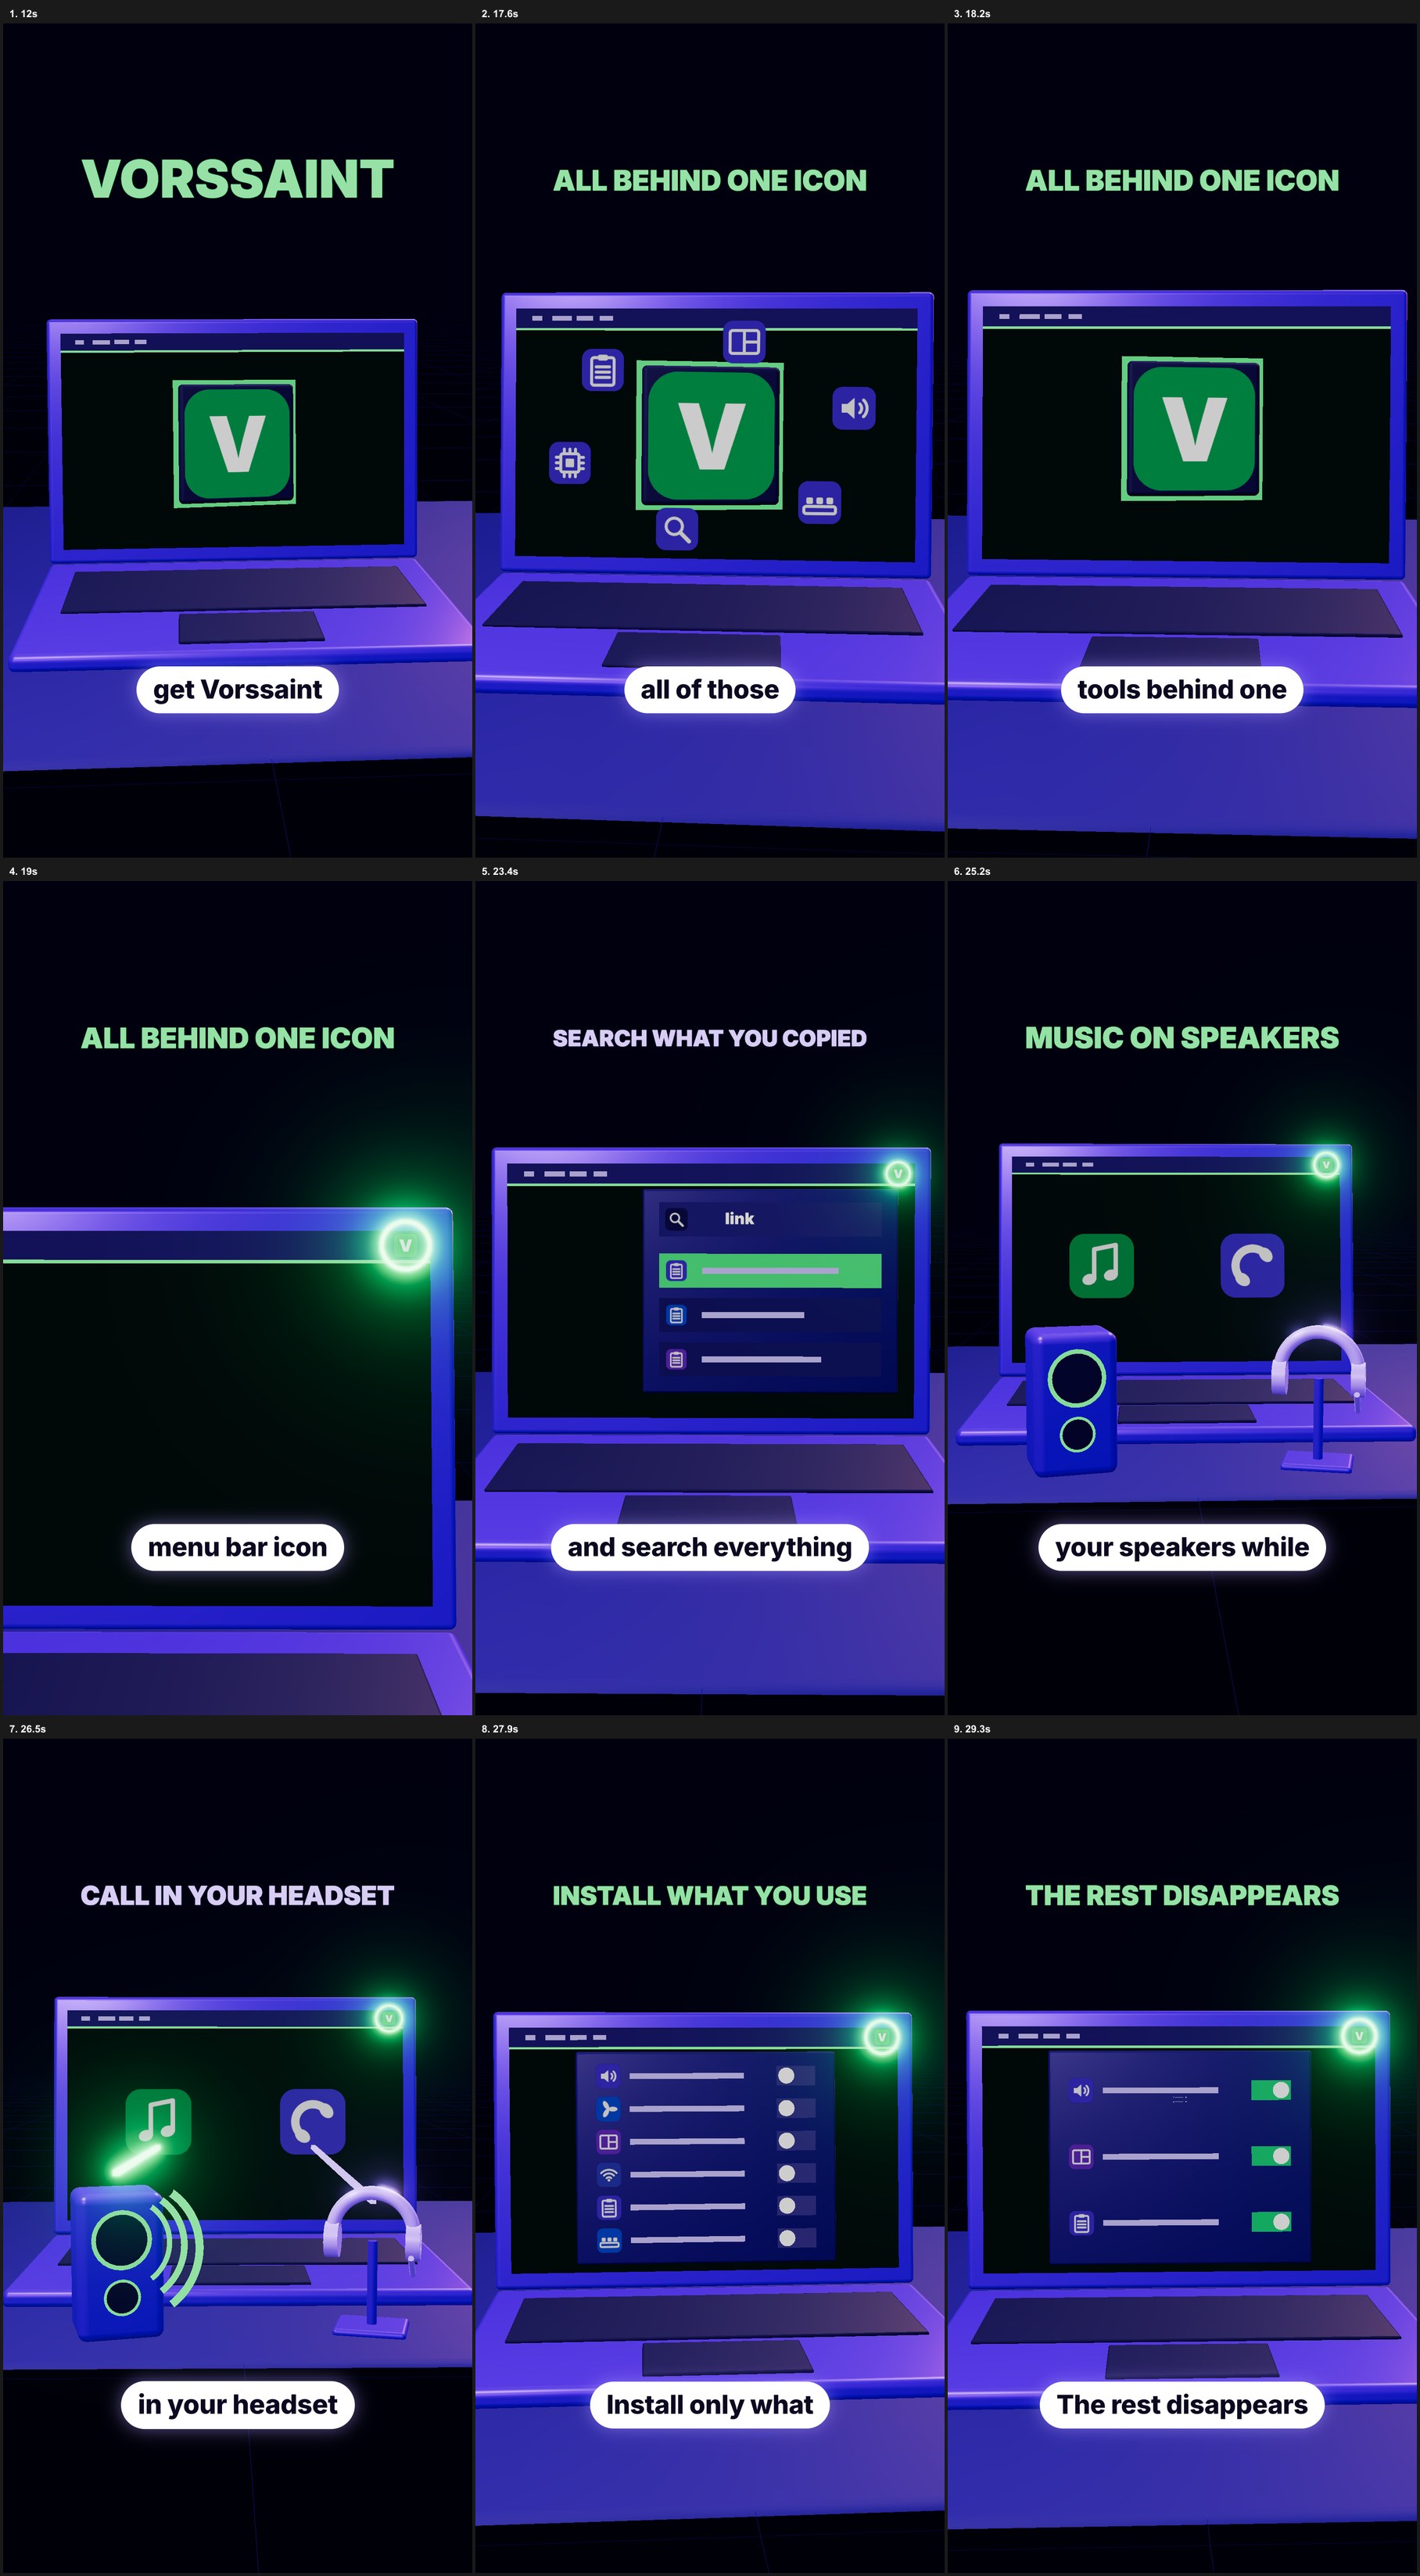 1. 12s
VORSSAINT
V
get Vorssaint
2. 17.6s
ALL BEHIND ONE ICON
V
all of those
3. 18.2s
ALL BEHIND ONE ICON
V
tools behind one
4. 19s
ALL BEHIND ONE ICON
V
menu bar icon
5. 23.4s
SEARCH WHAT YOU COPIED
V
link
and search everything
6. 25.2s
MUSIC ON SPEAKERS
V
your speakers while
7. 26.5s
CALL IN YOUR HEADSET
V
in your headset
8. 27.9s
INSTALL WHAT YOU USE
V
Install only what
9. 29.3s
THE REST DISAPPEARS
V
The rest disappears